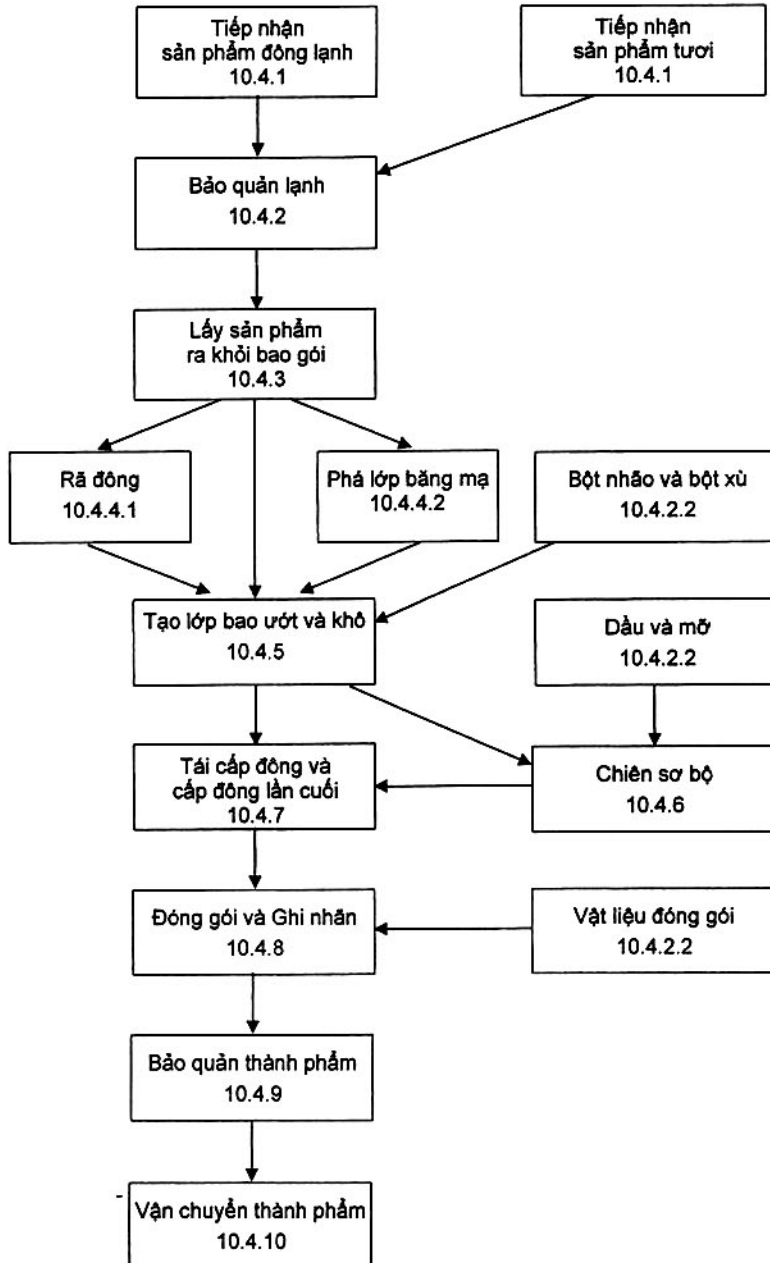 Tiếp nhận
sản phẩm đông lạnh
10.4.1
Tiếp nhận
sản phẩm tươi
10.4.1
Bảo quản lạnh
10.4.2
Lấy sản phẩm
ra khỏi bao gói
10.4.3
Rã đông
10.4.4.1
Phá lớp băng mạ
10.4.4.2
Bột nhão và bột xù
10.4.2.2
Tạo lớp bao ướt và khô
10.4.5
Dầu và mỡ
10.4.2.2
Tái cấp đông và
cấp đông lần cuối
10.4.7
Chiên sơ bộ
10.4.6
Đóng gói và Ghi nhãn
10.4.8
Vật liệu đóng gói
10.4.2.2
Bảo quản thành phẩm
10.4.9
Vận chuyển thành phẩm
10.4.10